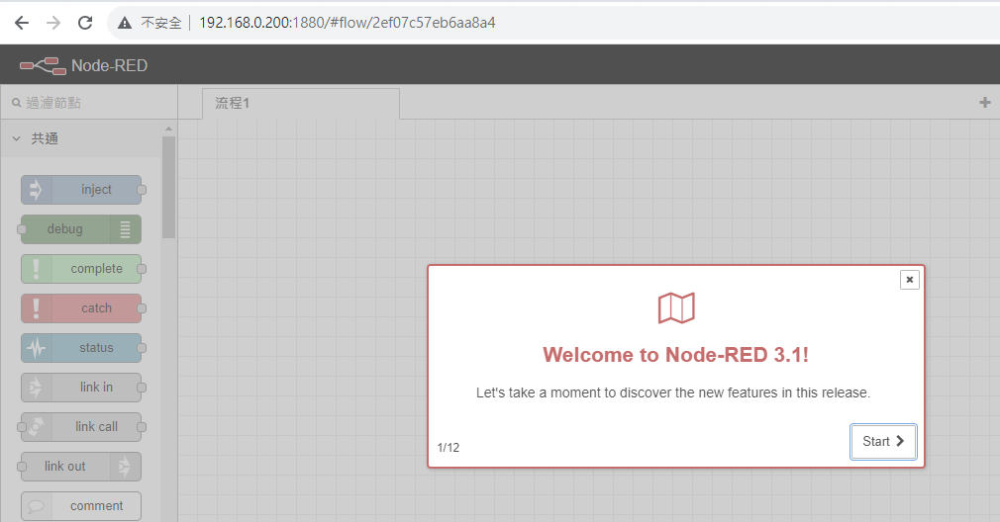 不安全 192.168.0.200:1880/#flow/2ef07c57eb6aa8a4
Node-RED
過濾節點
流程1
共通
inject
debug
complete
catch
status
link in
link call
link out
comment
Welcome to Node-RED 3.1!
Let's take a moment to discover the new features in this release.
Start
1/12